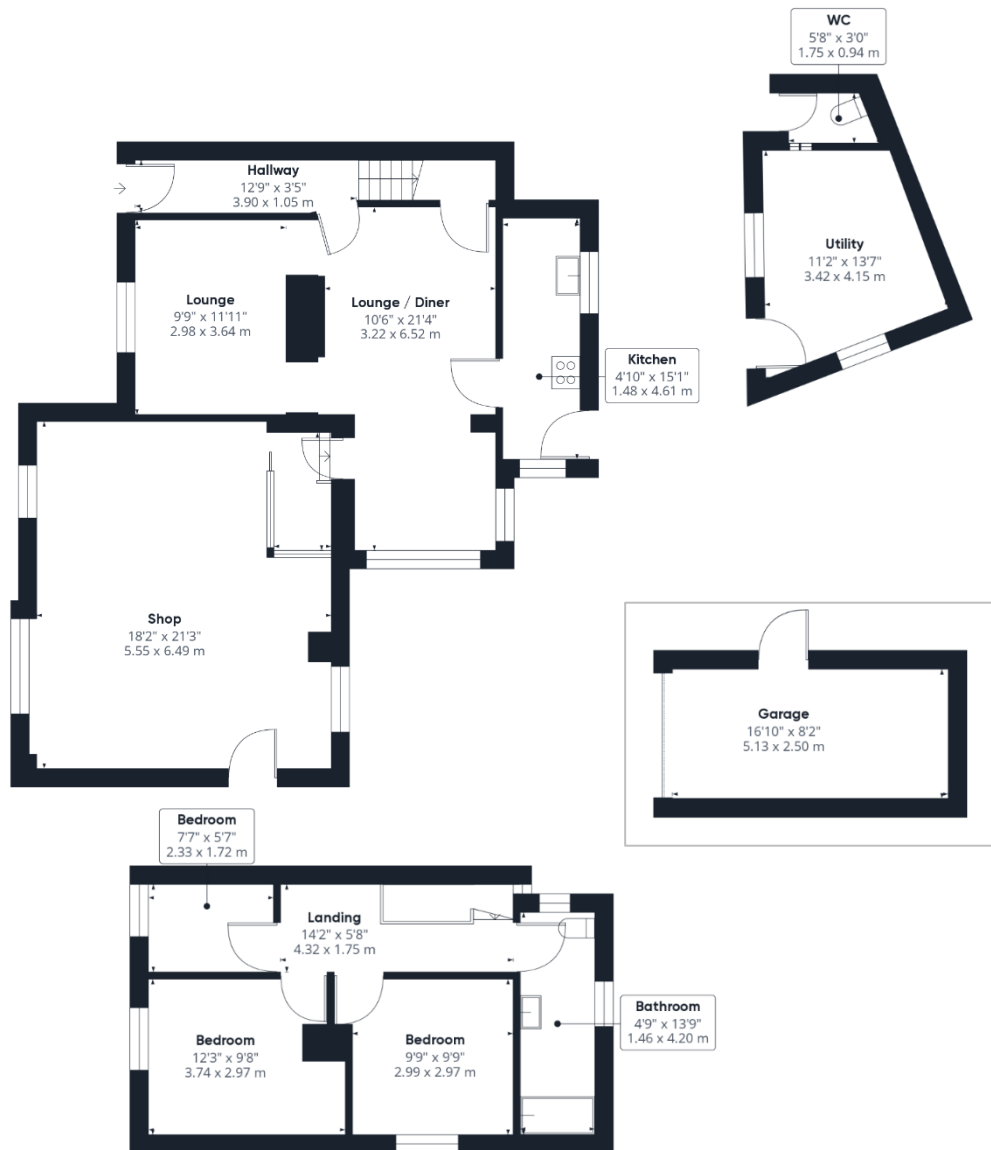 WC
5'8" x 3'0"
1.75 x 0.94 m
Hallway
12'9" x 3'5"
3.90 x 1.05 m
Utility
11'2" x 13'7"
3.42 x 4.15 m
Lounge
9'9" x 11'11"
2.98 x 3.64 m
Lounge / Diner
10'6" x 21'4"
3.22 x 6.52 m
Kitchen
4'10" x 15'1"
1.48 x 4.61 m
Shop
18'2" x 21'3"
5.55 x 6.49 m
Garage
16'10" x 8'2"
5.13 x 2.50 m
Bedroom
7'7" x 5'7"
2.33 x 1.72 m
Landing
14'2" x 5'8"
4.32 x 1.75 m
Bathroom
4'9" x 13'9"
1.46 x 4.20 m
Bedroom
12'3" x 9'8"
3.74 x 2.97 m
Bedroom
9'9" x 9'9"
2.99 x 2.97 m